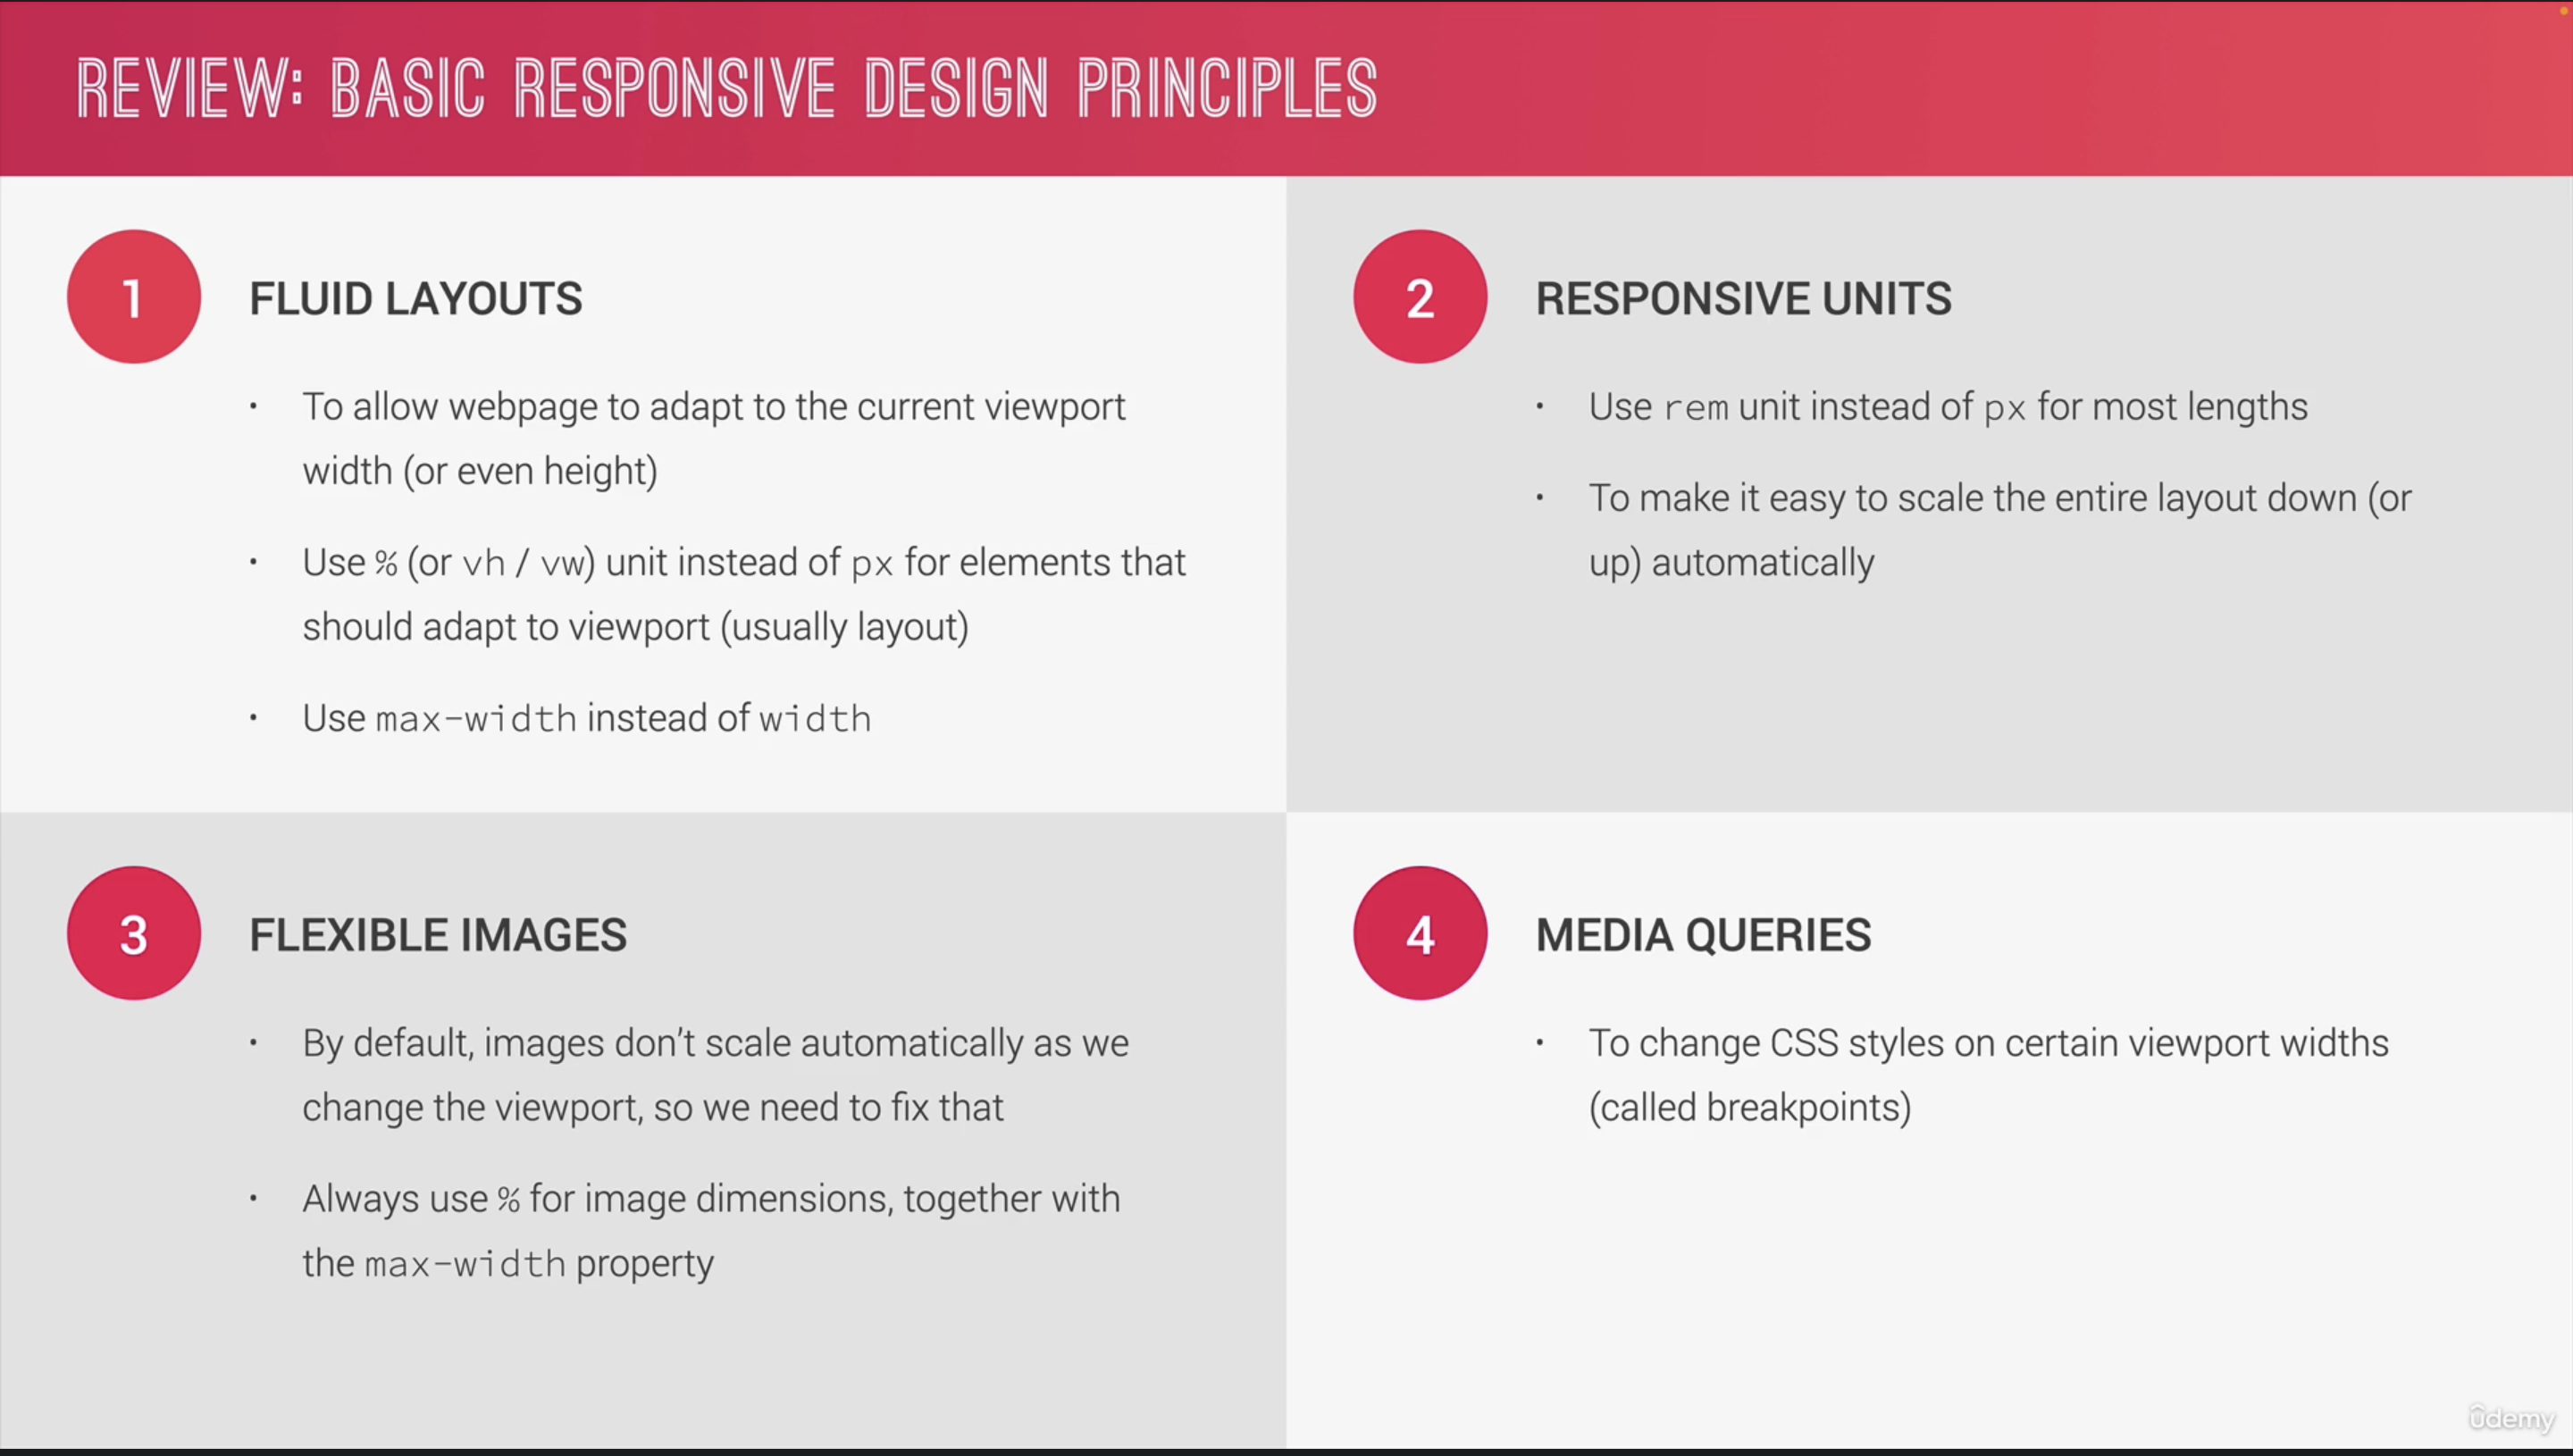 REVIEW: BASIC RESPONSIVE DESIGN PRINCIPLES
1
FLUID LAYOUTS
• To allow webpage to adapt to the current viewport
width (or even height)
• Use % (or vh / vw) unit instead of px for elements that
should adapt to viewport (usually layout)
• Use max-width instead of width
2
RESPONSIVE UNITS
• Use rem unit instead of px for most lengths
• To make it easy to scale the entire layout down (or
up) automatically
3
FLEXIBLE IMAGES
• By default, images don’t scale automatically as we
change the viewport, so we need to fix that
• Always use % for image dimensions, together with
the max-width property
4
MEDIA QUERIES
• To change CSS styles on certain viewport widths
(called breakpoints)
ûdemy